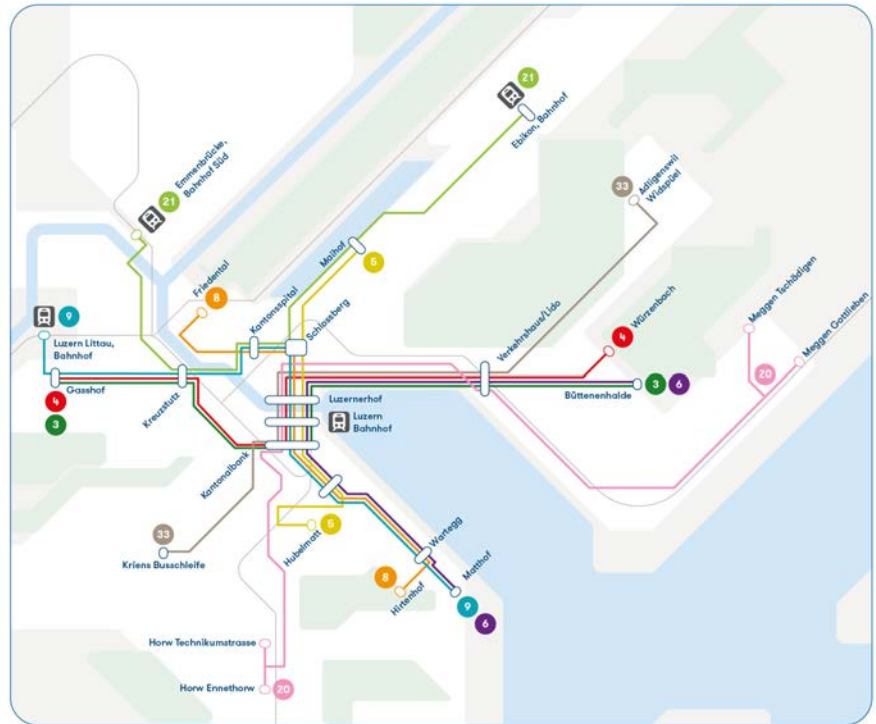 21
Ebikon, Bahnhof
Emmenbrücke,
Bahnhof Süd
21
33
Adligenswil
Widspüel
Maihof
5
Friedental
8
Kantonsspital
Schlossberg
9
Luzern Littau,
Bahnhof
Gasshof
4
3
Kreuzstutz
Verkehrshaus/Lido
4
Würzenbach
Meggen Tschädigen
Meggen Gottlieben
20
3
6
Büttenenhalde
Luzernerhof
Luzern
Bahnhof
Kantonalbank
33
Kriens Busschleife
Hubelmatt
5
Wartegg
Matthof
8
Hirtenhof
9
6
Horw Technikumstrasse
Horw Ennethorw
20